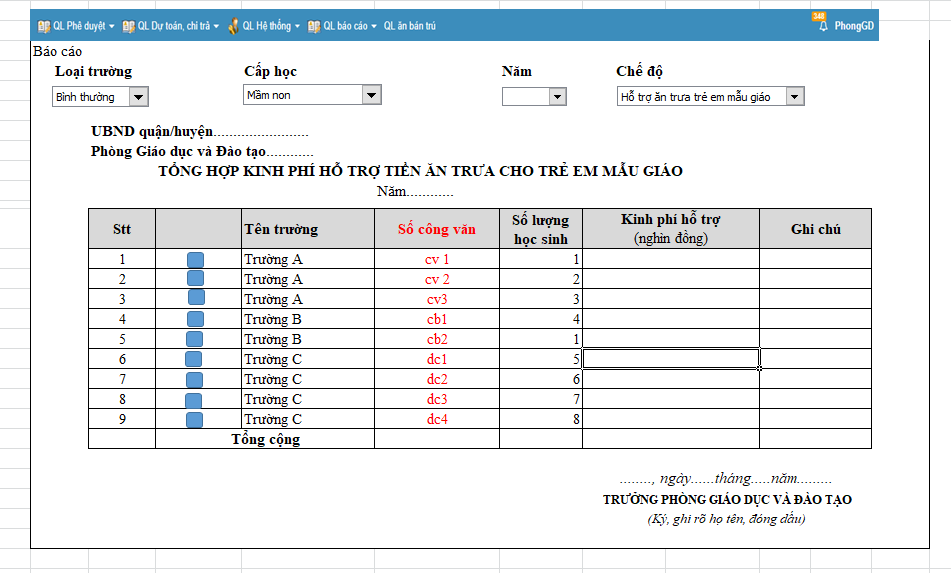 QL Phê duyệt QL Dự toán, chi trả QL Hệ thống QL báo cáo QL ăn bán trú 348 PhongGD
Báo cáo
Loại trường Cấp học Năm Chế độ
Bình thường Mầm non Hỗ trợ ăn trưa trẻ em mẫu giáo
UBND quận/huyện..........................
Phòng Giáo dục và Đào tạo.............
TỔNG HỢP KINH PHÍ HỖ TRỢ TIỀN ĂN TRƯA CHO TRẺ EM MẪU GIÁO
Năm.............
Stt Tên trường Số công văn Số lượng học sinh Kinh phí hỗ trợ (nghìn đồng) Ghi chú
1 Trường A cv 1 1
2 Trường A cv 2 2
3 Trường A cv3 3
4 Trường B cb1 4
5 Trường B cb2 1
6 Trường C dc1 5
7 Trường C dc2 6
8 Trường C dc3 7
9 Trường C dc4 8
Tổng cộng
........., ngày......tháng.....năm.........
TRƯỞNG PHÒNG GIÁO DỤC VÀ ĐÀO TẠO
(Ký, ghi rõ họ tên, đóng dấu)